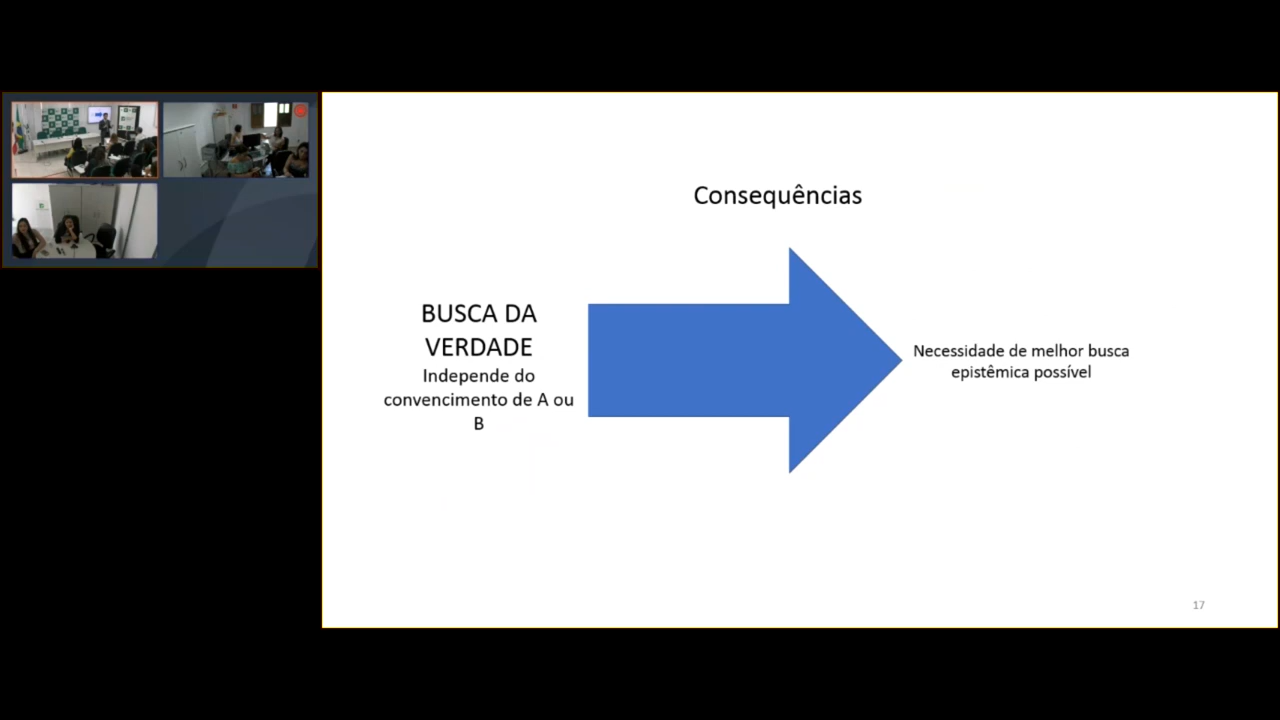 Consequências
BUSCA DA
VERDADE
Independe do
convencimento de A ou
B
Necessidade de melhor busca
epistêmica possível
17